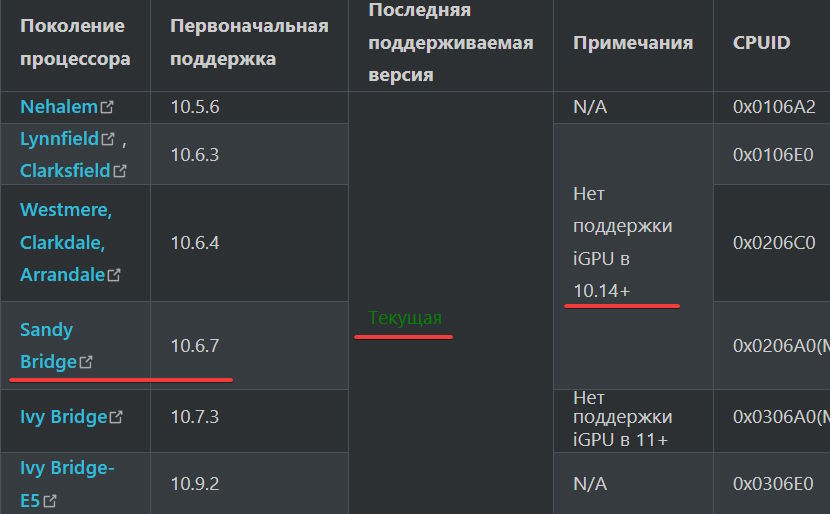 Поколение процессора
Первоначальная поддержка
Последняя поддерживаемая версия
Примечания
CPUID
Nehalem
10.5.6
N/A
0x0106A2
Lynnfield ,
Clarksfield
10.6.3
0x0106E0
Westmere,
Clarkdale,
Arrandale
10.6.4
Нет
поддержки
iGPU в
10.14+
0x0206C0
Текущая
Sandy
Bridge
10.6.7
0x0206A0(
Ivy Bridge
10.7.3
Нет
поддержки
iGPU в 11+
0x0306A0(
Ivy Bridge-
E5
10.9.2
N/A
0x0306E0